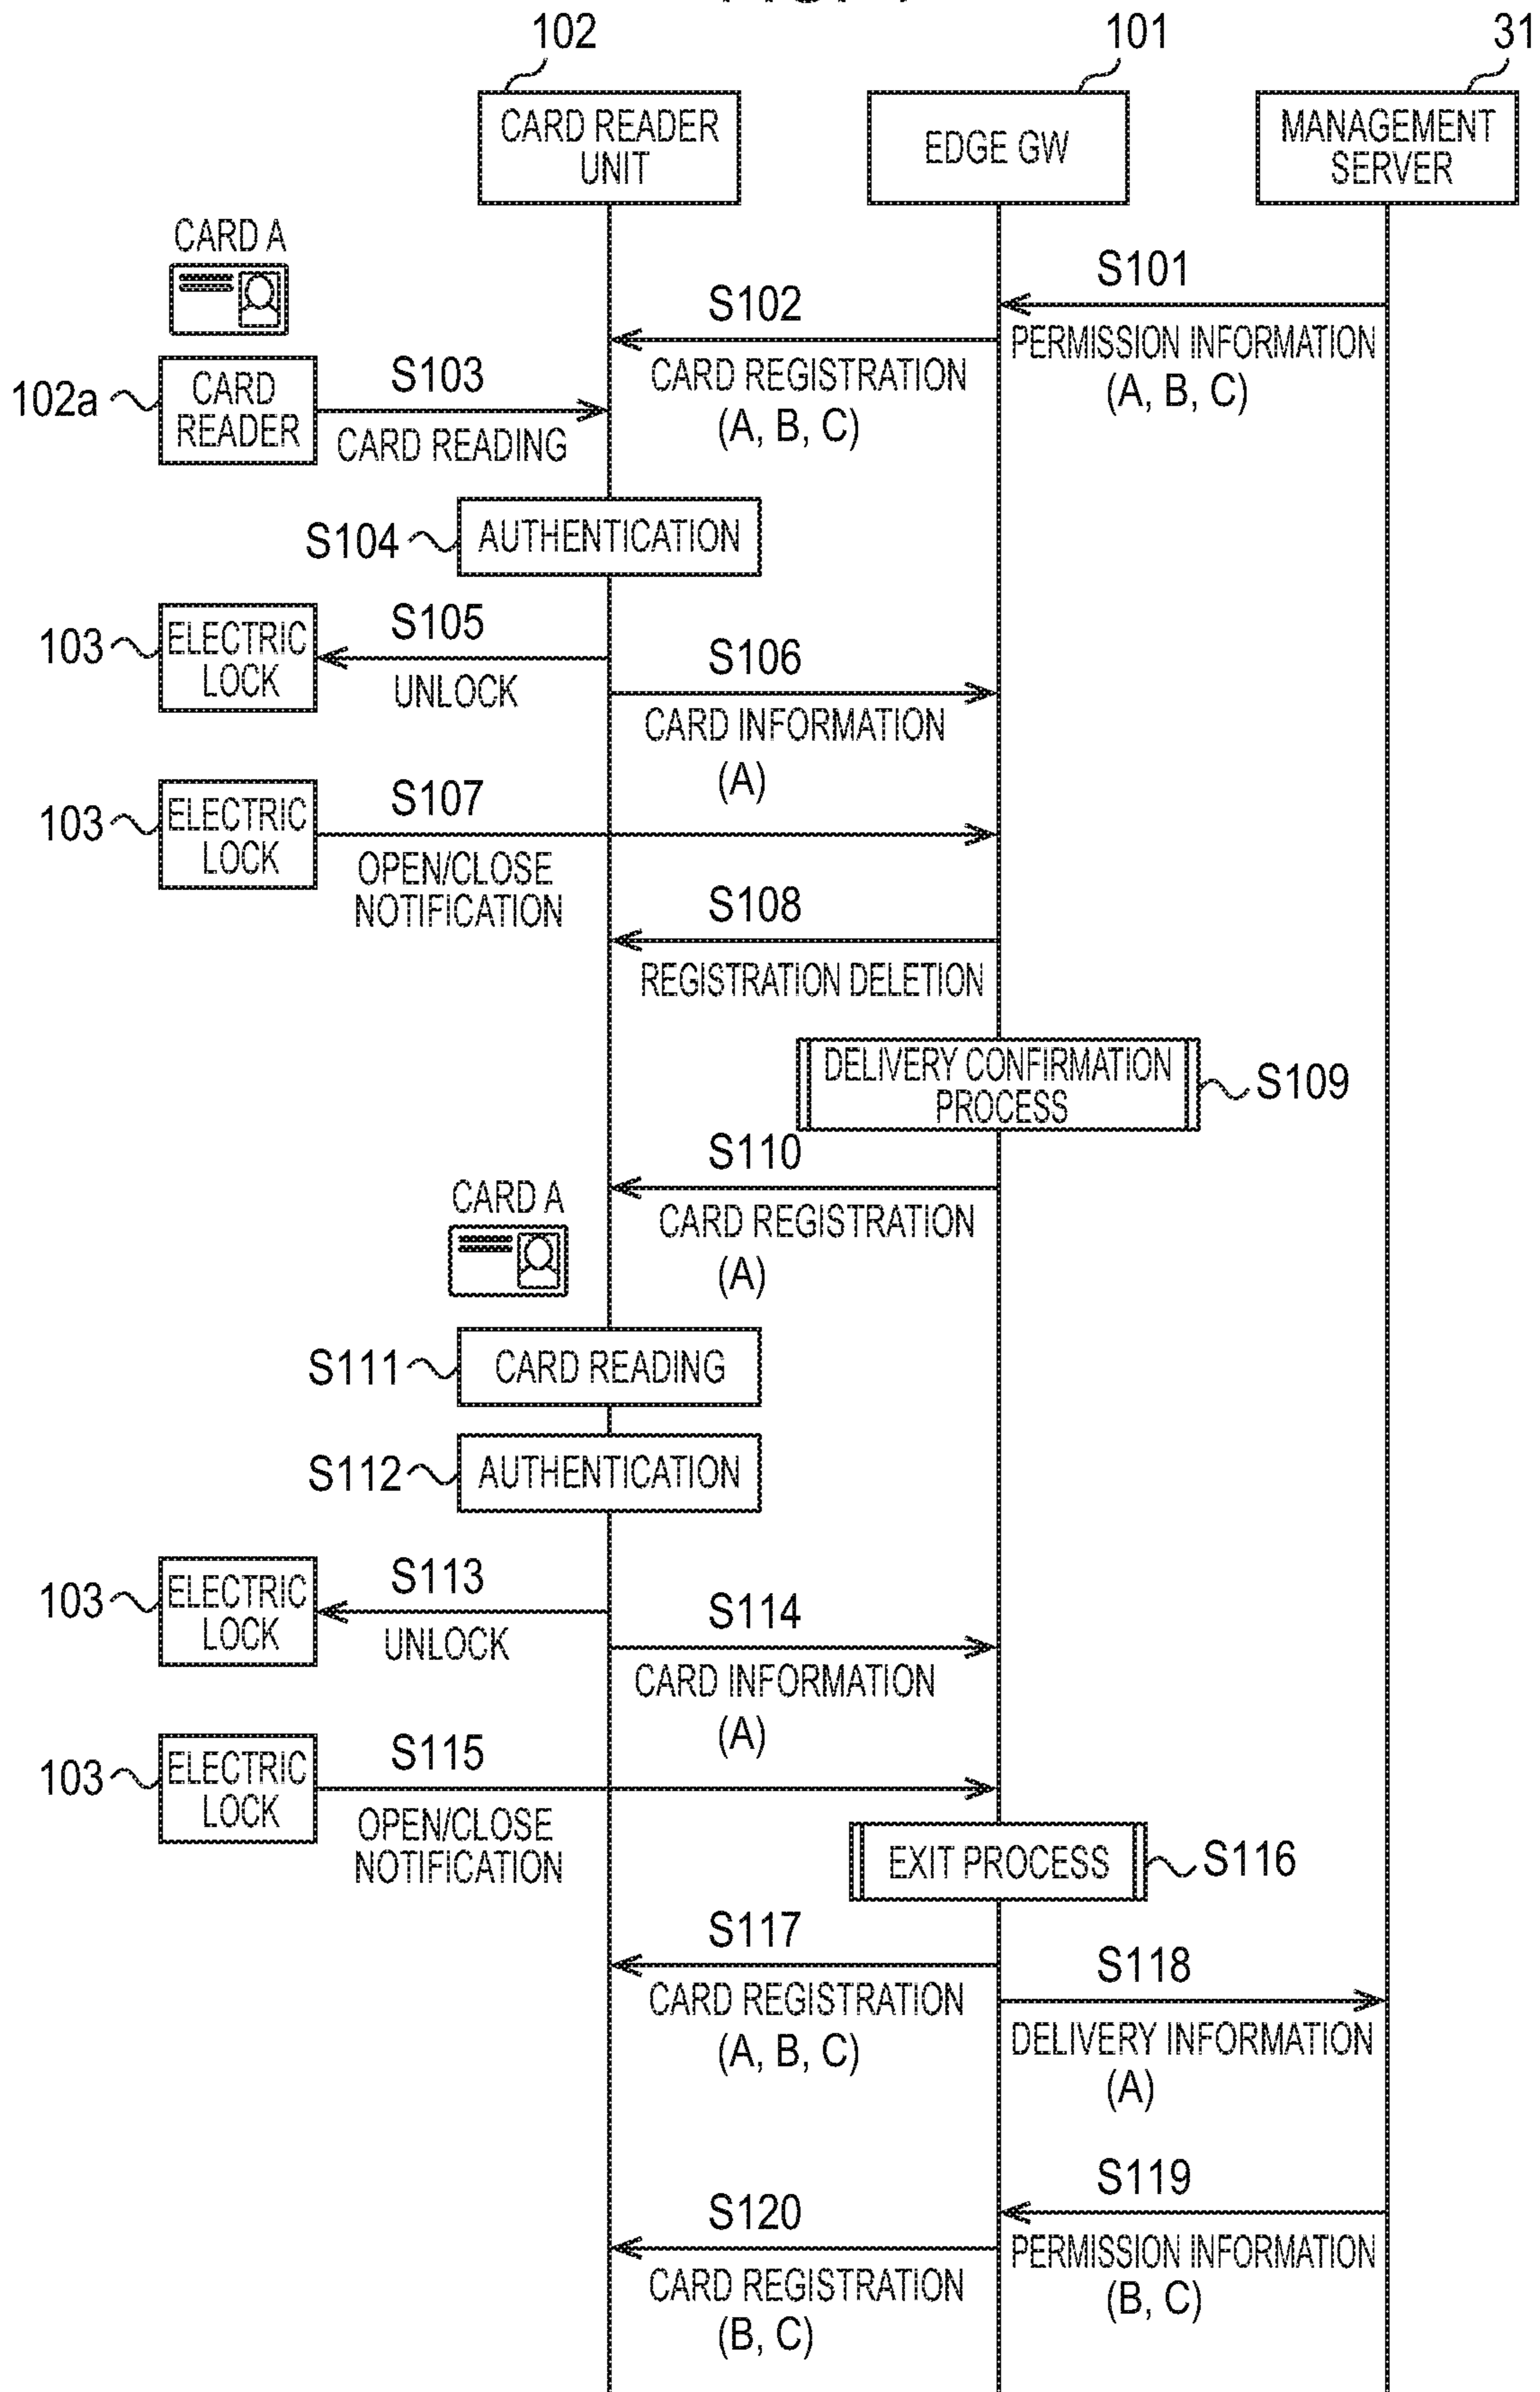 102
101
31
CARD READER
UNIT
EDGE GW
MANAGEMENT
SERVER
CARD A
S101
S102
PERMISSION INFORMATION
(A, B, C)
CARD REGISTRATION
(A, B, C)
102a
CARD
READER
S103
CARD READING
S104
AUTHENTICATION
103
ELECTRIC
LOCK
S105
UNLOCK
S106
CARD INFORMATION
(A)
103
ELECTRIC
LOCK
S107
OPEN/CLOSE
NOTIFICATION
S108
REGISTRATION DELETION
DELIVERY CONFIRMATION
PROCESS
S109
S110
CARD REGISTRATION
(A)
CARD A
S111
CARD READING
S112
AUTHENTICATION
103
ELECTRIC
LOCK
S113
UNLOCK
S114
CARD INFORMATION
(A)
103
ELECTRIC
LOCK
S115
OPEN/CLOSE
NOTIFICATION
EXIT PROCESS
S116
S117
CARD REGISTRATION
(A, B, C)
S118
DELIVERY INFORMATION
(A)
S119
PERMISSION INFORMATION
(B, C)
S120
CARD REGISTRATION
(B, C)